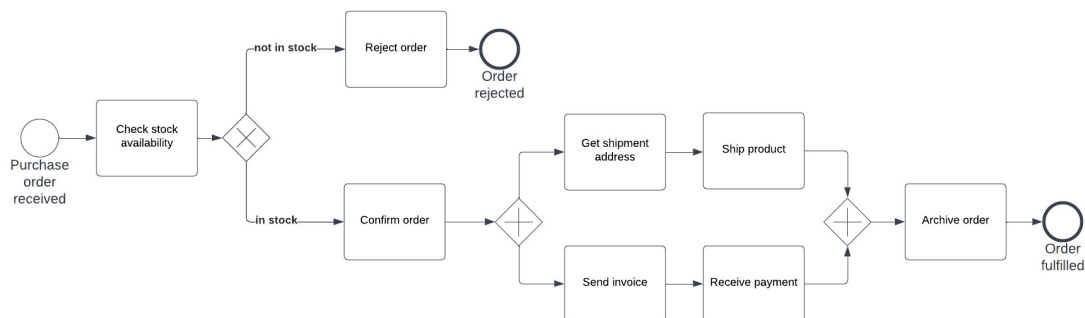 not in stock
Reject order
Order
rejected
Check stock
availability
Purchase
order
received
in stock
Confirm order
Get shipment
address
Ship product
Send invoice
Receive payment
Archive order
Order
fulfilled